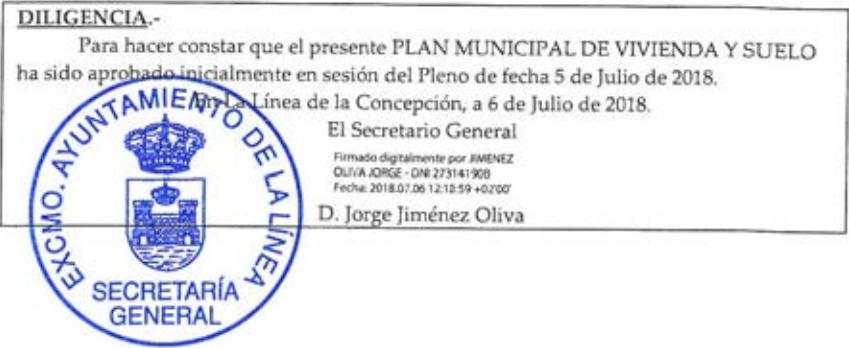 DILIGENCIA.-
Para hacer constar que el presente PLAN MUNICIPAL DE VIVIENDA Y SUELO
ha sido aprobado inicialmente en sesión del Pleno de fecha 5 de Julio de 2018.
En La Línea de la Concepción, a 6 de Julio de 2018.
El Secretario General
Firmado digitalmente por JIMENEZ
OLIVA JORGE - DNI 27314190B
Fecha: 2018.07.06 12:18:59 +02'00'
D. Jorge Jiménez Oliva
EXCMO. AYUNTAMIENTO DE LA LÍNEA
SECRETARÍA
GENERAL